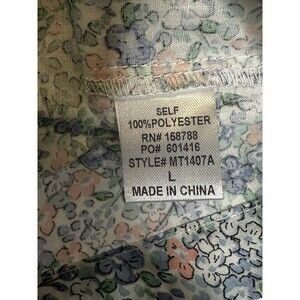 SELF
100%POLYESTER
RN# 158788
PO# 601416
STYLE# MT1407A
L
MADE IN CHINA